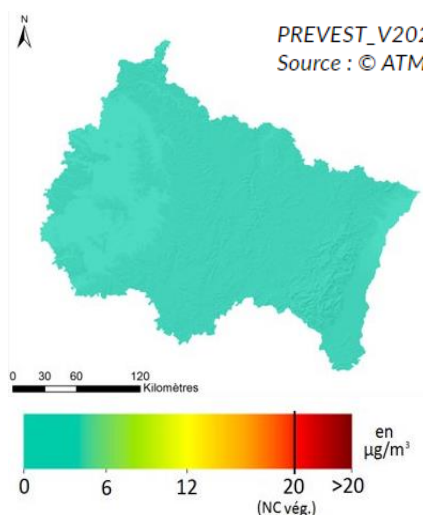 N
PREVEST_V202
Source : © ATM
0 30 60 120
Kilomètres
en
µg/m³
0 6 12 20 >20
(NC vég.)